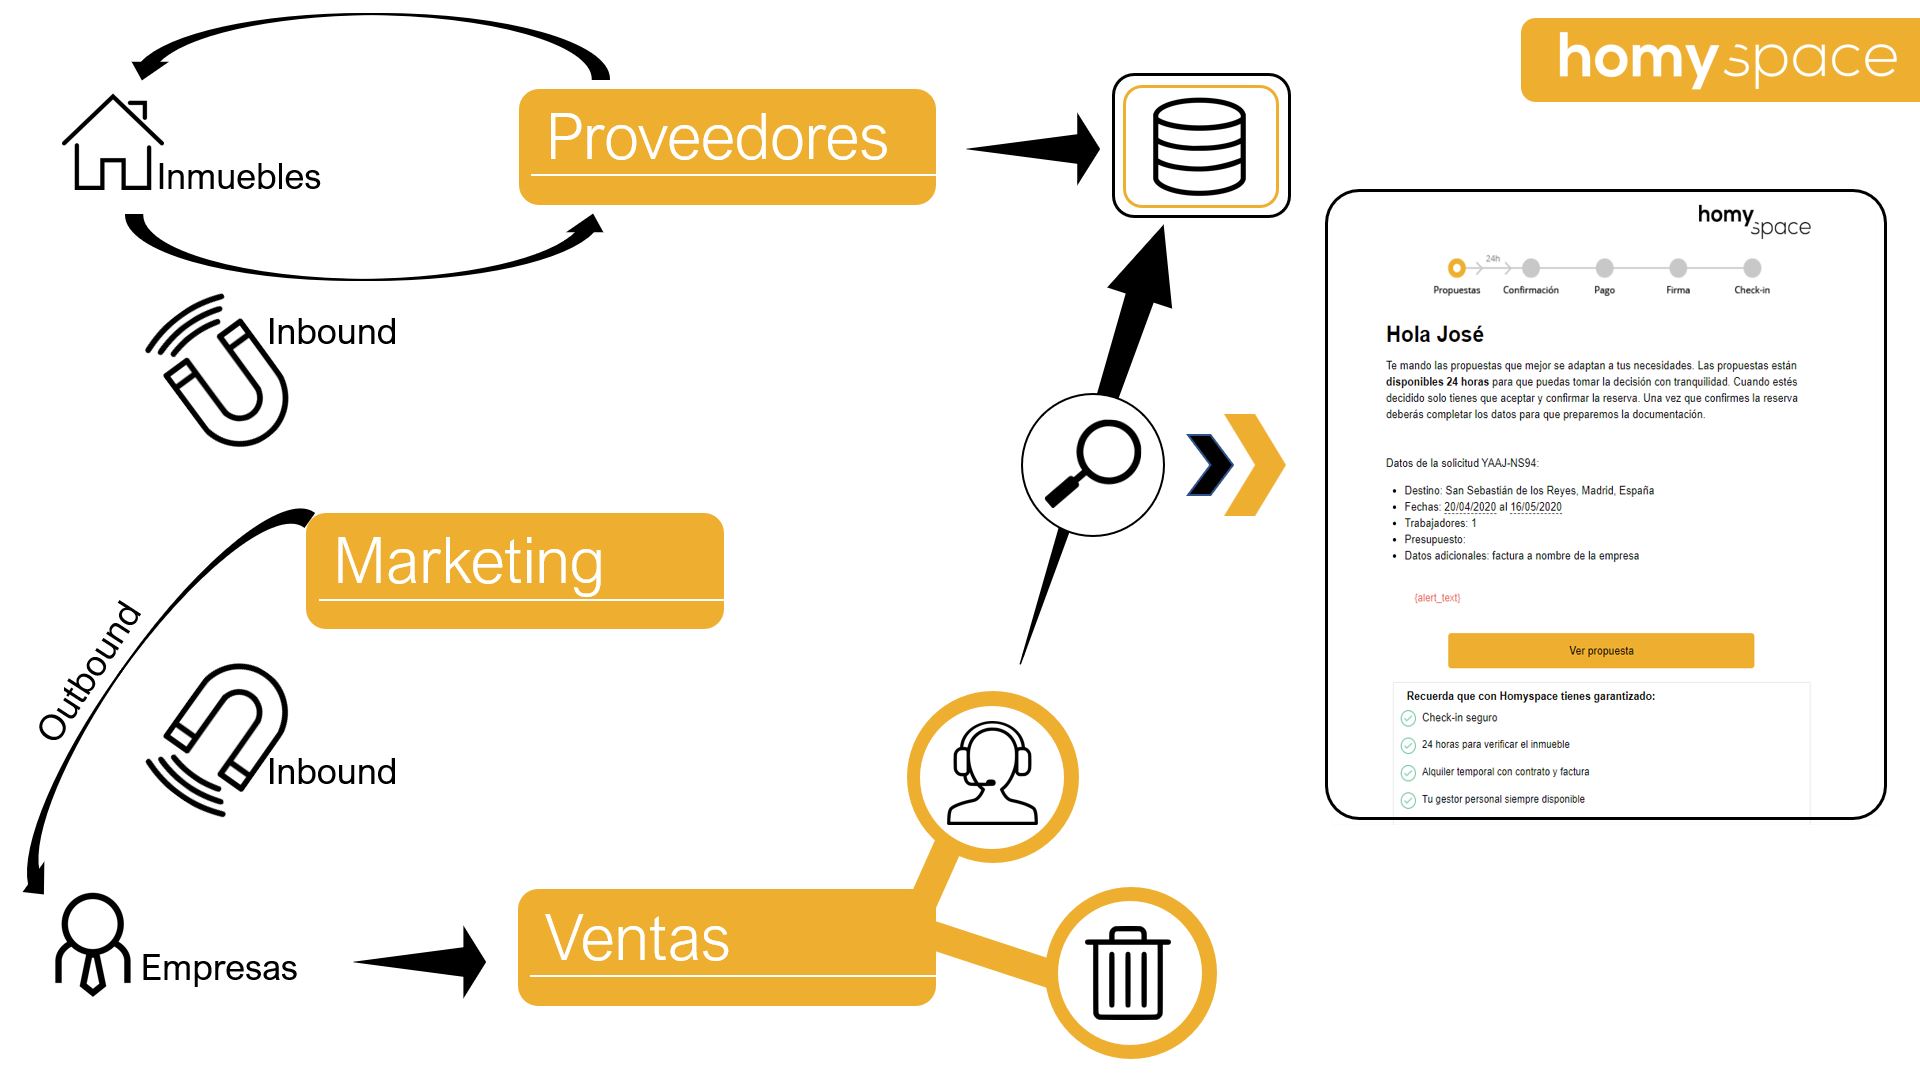 homyspace
Proveedores
Inmuebles
Inbound
Marketing
Outbound
Inbound
Empresas
Ventas
homy
space
24h
Propuestas Confirmación Pago Firma Check-in
Hola José
Te mando las propuestas que mejor se adaptan a tus necesidades. Las propuestas están
disponibles 24 horas para que puedas tomar la decisión con tranquilidad. Cuando estés
decidido solo tienes que aceptar y confirmar la reserva. Una vez que confirmes la reserva
deberás completar los datos para que preparemos la documentación.
Datos de la solicitud YAAJ-NS94:
• Destino: San Sebastián de los Reyes, Madrid, España
• Fechas: 20/04/2020 al 16/05/2020
• Trabajadores: 1
• Presupuesto:
• Datos adicionales: factura a nombre de la empresa
{alert_text}
Ver propuesta
Recuerda que con Homyspace tienes garantizado:
Check-in seguro
24 horas para verificar el inmueble
Alquiler temporal con contrato y factura
Tu gestor personal siempre disponible